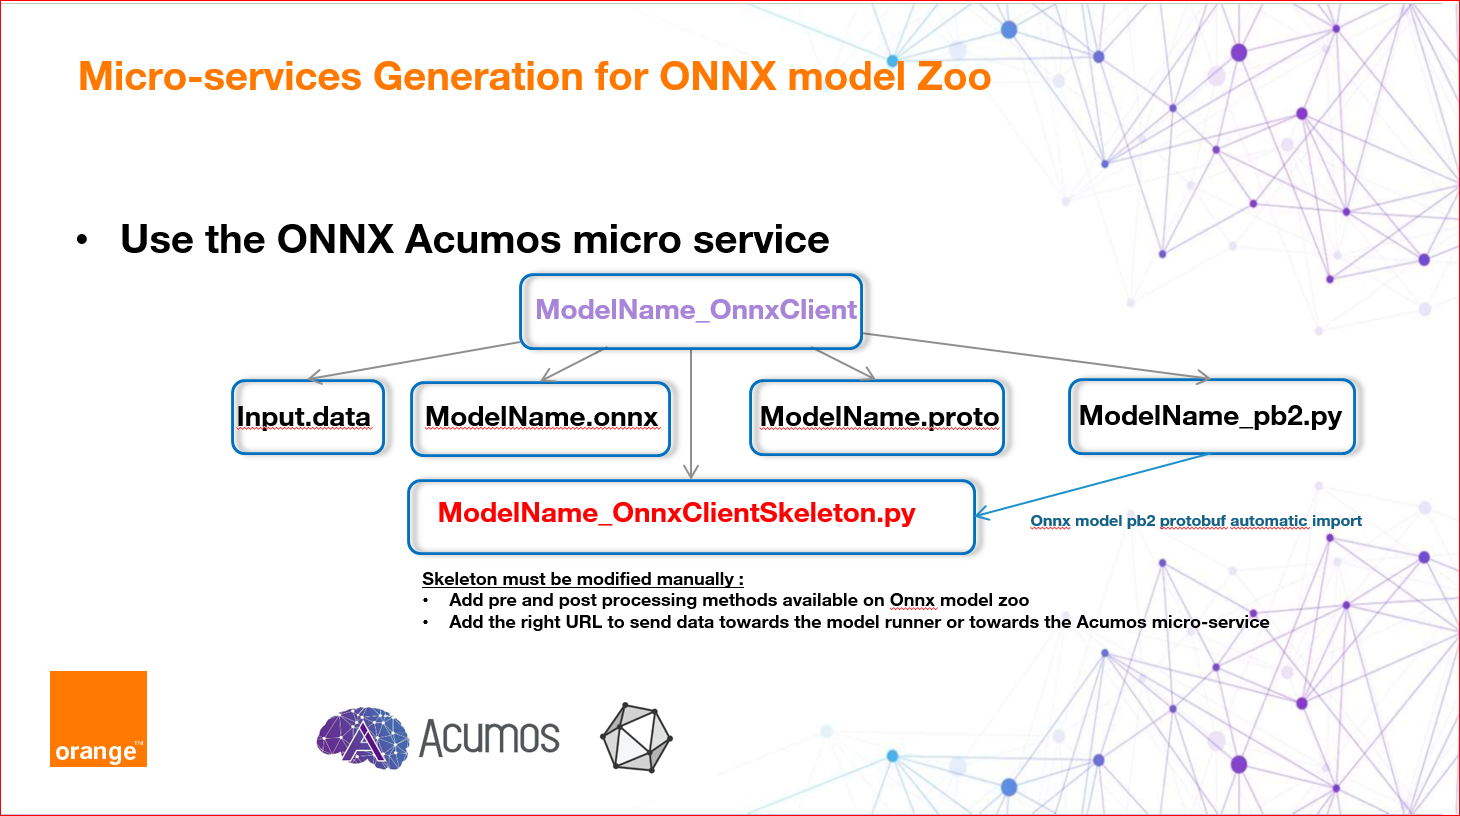 Micro-services Generation for ONNX model Zoo
• Use the ONNX Acumos micro service
ModelName_OnnxClient
Input.data
ModelName.onnx
ModelName.proto
ModelName_pb2.py
ModelName_OnnxClientSkeleton.py
Onnx model pb2 protobuf automatic import
Skeleton must be modified manually :
• Add pre and post processing methods available on Onnx model zoo
• Add the right URL to send data towards the model runner or towards the Acumos micro-service
orange™
Acumos